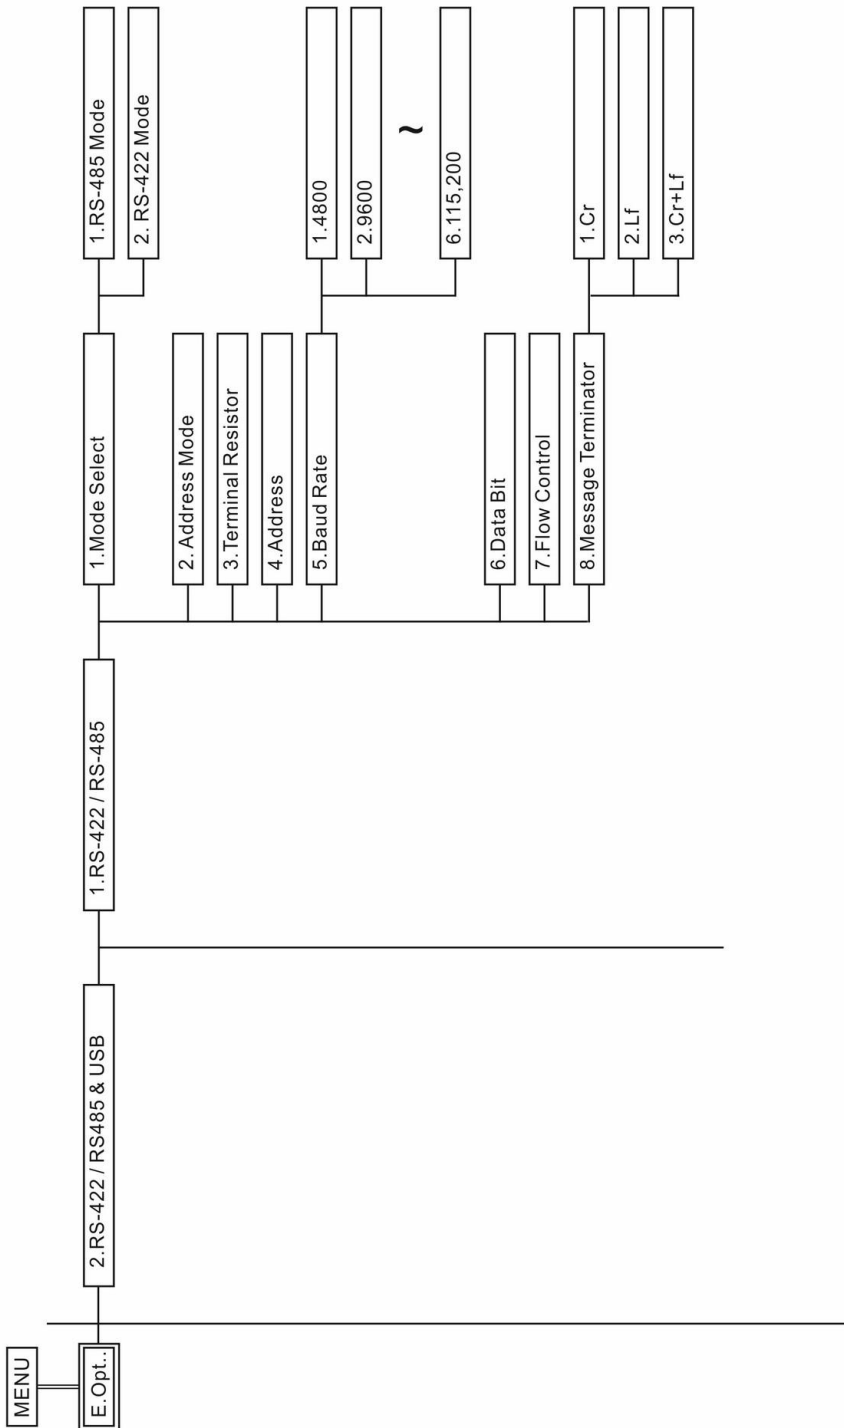 MENU
E.Opt..
2.RS-422 / RS485 & USB
1.RS-422 / RS-485
1.Mode Select
1.RS-485 Mode
2. RS-422 Mode
2. Address Mode
3.Terminal Resistor
4.Address
5.Baud Rate
1.4800
2.9600
~
6.115,200
6.Data Bit
7.Flow Control
8.Message Terminator
1.Cr
2.Lf
3.Cr+Lf